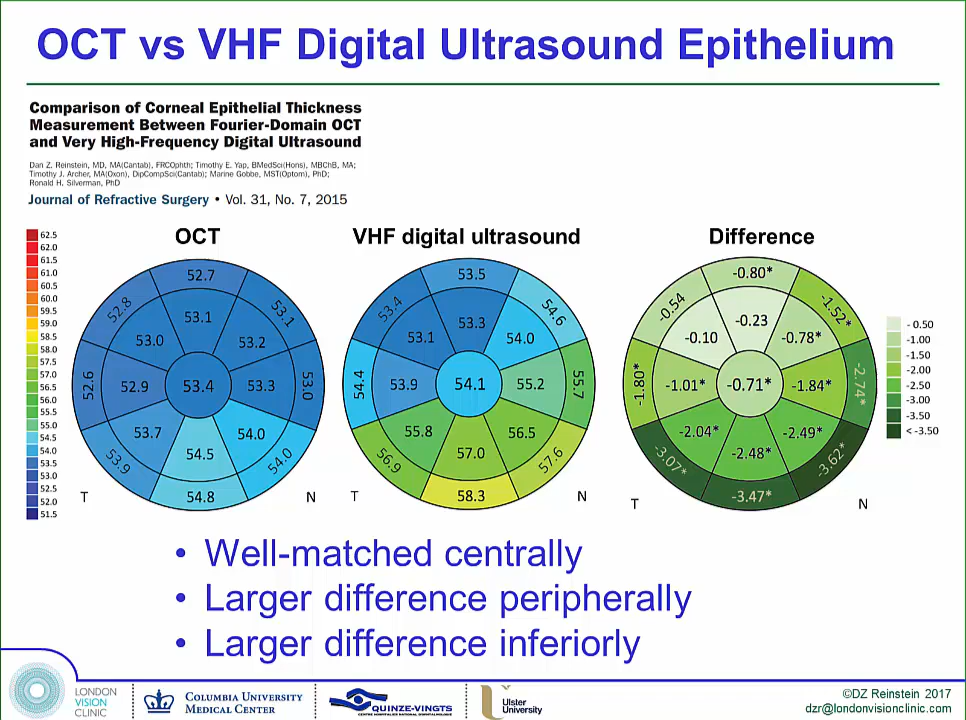 OCT vs VHF Digital Ultrasound Epithelium
Comparison of Corneal Epithelial Thickness
Measurement Between Fourier-Domain OCT
and Very High-Frequency Digital Ultrasound
Dan Z. Reinstein, MD, MA(Cantab), FRCOphth; Timothy E. Yap, BMedSci(Hons), MBChB, MA;
Timothy J. Archer, MA(Oxon), DipCompSci(Cantab); Marine Gobbe, MST(Optom), PhD;
Ronald H. Silverman, PhD
Journal of Refractive Surgery • Vol. 31, No. 7, 2015
62.5
62.0
61.5
61.0
60.5
60.0
59.5
59.0
58.5
58.0
57.5
57.0
56.5
56.0
55.5
55.0
54.5
54.0
53.5
53.0
52.5
52.0
51.5
OCT
52.7
52.8
53.1
53.1
53.0
53.2
52.6
52.9
53.4
53.3
53.0
53.7
54.0
53.9
54.5
54.0
54.8
T
N
VHF digital ultrasound
53.5
53.4
54.6
53.3
53.1
54.0
54.4
53.9
54.1
55.2
55.7
55.8
56.5
56.9
57.0
57.6
58.3
T
N
Difference
-0.80*
-0.54
-1.52*
-0.23
-0.10
-0.78*
-1.80*
-1.01*
-0.71*
-1.84*
-2.74*
-2.04*
-2.49*
-3.07*
-2.48*
-3.62*
-3.47*
T
N
- 0.50
-1.00
-1.50
-2.00
-2.50
-3.00
-3.50
< -3.50
• Well-matched centrally
• Larger difference peripherally
• Larger difference inferiorly
LONDON
VISION
CLINIC
COLUMBIA UNIVERSITY
MEDICAL CENTER
QUINZE-VINGTS
CENTRE HOSPITALIER NATIONAL D'OPHTALMOLOGIE
Ulster
University
©DZ Reinstein 2017
dzr@londonvisionclinic.com